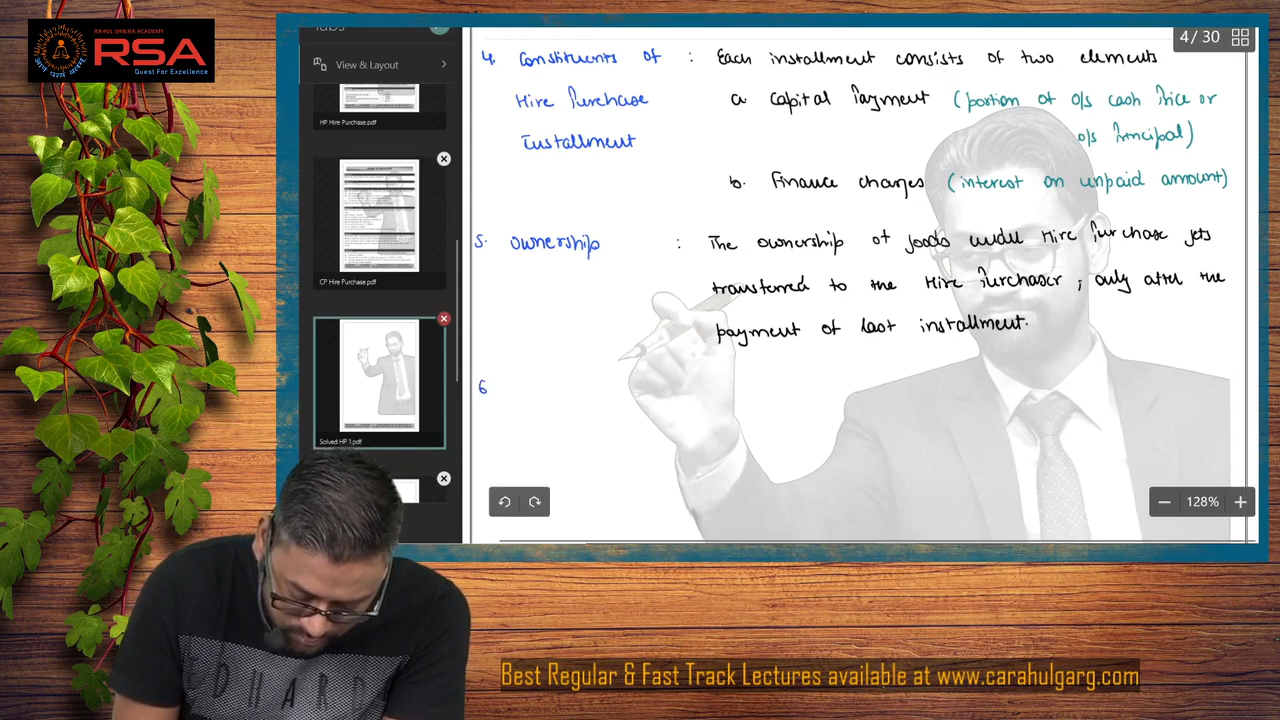 RAHUL SHIKHA ACADEMY
RSA
Quest For Excellence
View & Layout
HP Hire Purchase.pdf
CP Hire Purchase.pdf
Solved HP 1.pdf
4 / 30
4. Constituents of : Each installment consists of two elements
Hire Purchase a capital Payment (portion of o/s cash Price or
Installment o/s Principal)
b. Finance charges (interest on unpaid amount)
5. Ownership : The ownership of goods under Hire Purchase gets
transferred to the Hire Purchaser, only after the
payment of last installment.
6
128%
Best Regular & Fast Track Lectures available at www.carahulgarg.com